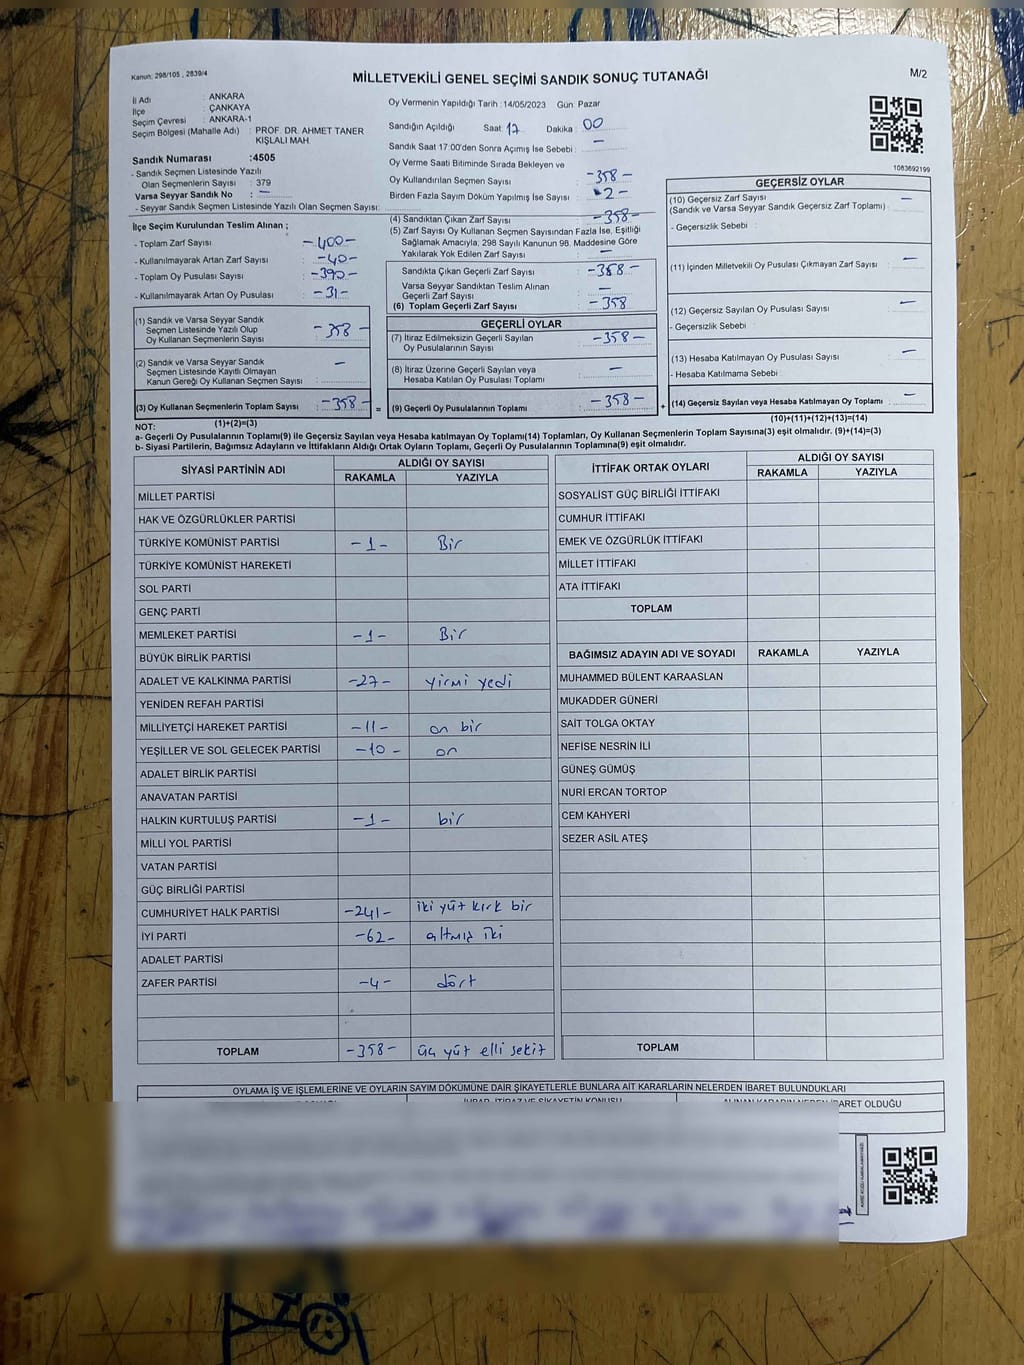 Kanun: 298/105 , 2839/4
MİLLETVEKİLİ GENEL SEÇİMİ SANDIK SONUÇ TUTANAĞI
M/2
İl Adı : ANKARA
İlçe : ÇANKAYA
Seçim Çevresi : ANKARA-1
Seçim Bölgesi (Mahalle Adı) : PROF. DR. AHMET TANER KIŞLALI MAH
Sandık Numarası :4505
- Sandık Seçmen Listesinde Yazılı
Olan Seçmenlerin Sayısı : 379
Varsa Seyyar Sandık No : –
- Seyyar Sandık Seçmen Listesinde Yazılı Olan Seçmen Sayısı:
Oy Vermenin Yapıldığı Tarih :14/05/2023 Gün: Pazar
Sandığın Açıldığı Saat: 17 Dakika : 00
Sandık Saat 17:00'den Sonra Açımış İse Sebebi : –
Oy Verme Saati Bitiminde Sırada Bekleyen ve
Oy Kullandırılan Seçmen Sayısı : -358-
Birden Fazla Sayım Döküm Yapılmış İse Sayısı : -2-
1083692199
İlçe Seçim Kurulundan Teslim Alınan ;
- Toplam Zarf Sayısı : -400-
- Kullanılmayarak Artan Zarf Sayısı : -40-
- Toplam Oy Pusulası Sayısı : -390-
- Kullanılmayarak Artan Oy Pusulası : -31-
(1) Sandık ve Varsa Seyyar Sandık
Seçmen Listesinde Yazılı Olup
Oy Kullanan Seçmenlerin Sayısı : -358-
(2) Sandık ve Varsa Seyyar Sandık
Seçmen Listesinde Kayıtlı Olmayan
Kanun Gereği Oy Kullanan Seçmen Sayısı : –
(3) Oy Kullanan Seçmenlerin Toplam Sayısı : -358-
(1)+(2)=(3)
(4) Sandıktan Çıkan Zarf Sayısı : -358-
(5) Zarf Sayısı Oy Kullanan Seçmen Sayısından Fazla İse, Eşitliği
Sağlamak Amacıyla, 298 Sayılı Kanunun 98. Maddesine Göre
Yakılarak Yok Edilen Zarf Sayısı : –
Sandıkta Çıkan Geçerli Zarf Sayısı : -358-
Varsa Seyyar Sandıktan Teslim Alınan
Geçerli Zarf Sayısı : –
(6) Toplam Geçerli Zarf Sayısı : -358
GEÇERLİ OYLAR
(7) İtiraz Edilmeksizin Geçerli Sayılan
Oy Pusulalarının Sayısı : -358-
(8) İtiraz Üzerine Geçerli Sayılan veya
Hesaba Katılan Oy Pusulası Toplamı : –
= (9) Geçerli Oy Pusulalarının Toplamı : -358-
GEÇERSİZ OYLAR
(10) Geçersiz Zarf Sayısı : –
(Sandık ve Varsa Seyyar Sandık Geçersiz Zarf Toplamı)
- Geçersizlik Sebebi :
(11) İçinden Milletvekili Oy Pusulası Çıkmayan Zarf Sayısı : –
(12) Geçersiz Sayılan Oy Pusulası Sayısı : –
- Geçersizlik Sebebi :
(13) Hesaba Katılmayan Oy Pusulası Sayısı : –
- Hesaba Katılmama Sebebi :
+ (14) Geçersiz Sayılan veya Hesaba Katılmayan Oy Toplamı : –
(10)+(11)+(12)+(13)=(14)
NOT:
a- Geçerli Oy Pusulalarının Toplamı(9) ile Geçersiz Sayılan veya Hesaba katılmayan Oy Toplamı(14) Toplamları, Oy Kullanan Seçmenlerin Toplam Sayısına(3) eşit olmalıdır. (9)+(14)=(3)
b- Siyasi Partilerin, Bağımsız Adayların ve İttifakların Aldığı Oy Oyların Toplamı, Geçerli Oy Pusulalarının Toplamına(9) eşit olmalıdır.
SİYASİ PARTİNİN ADI ALDIĞI OY SAYISI
RAKAMLA YAZIYLA
MİLLET PARTİSİ
HAK VE ÖZGÜRLÜKLER PARTİSİ
TÜRKİYE KOMÜNİST PARTİSİ -1- Bir
TÜRKİYE KOMÜNİST HAREKETİ
SOL PARTİ
GENÇ PARTİ
MEMLEKET PARTİSİ -1- Bir
BÜYÜK BİRLİK PARTİSİ
ADALET VE KALKINMA PARTİSİ -27- yirmi yedi
YENİDEN REFAH PARTİSİ
MİLLİYETÇİ HAREKET PARTİSİ -11- on bir
YEŞİLLER VE SOL GELECEK PARTİSİ -10- on
ADALET BİRLİK PARTİSİ
ANAVATAN PARTİSİ
HALKIN KURTULUŞ PARTİSİ -1- bir
MİLLİ YOL PARTİSİ
VATAN PARTİSİ
GÜÇ BİRLİĞİ PARTİSİ
CUMHURİYET HALK PARTİSİ -241- iki yüz kırk bir
İYİ PARTİ -62- altmış iki
ADALET PARTİSİ
ZAFER PARTİSİ -4- dört
TOPLAM -358- üç yüz elli sekiz
İTTİFAK ORTAK OYLARI ALDIĞI OY SAYISI
RAKAMLA YAZIYLA
SOSYALİST GÜÇ BİRLİĞİ İTTİFAKI
CUMHUR İTTİFAKI
EMEK VE ÖZGÜRLÜK İTTİFAKI
MİLLET İTTİFAKI
ATA İTTİFAKI
TOPLAM
BAĞIMSIZ ADAYIN ADI VE SOYADI RAKAMLA YAZIYLA
MUHAMMED BÜLENT KARAASLAN
MUKADDER GÜNERİ
SAİT TOLGA OKTAY
NEFİSE NESRİN İLİ
GÜNEŞ GÜMÜŞ
NURİ ERCAN TORTOP
CEM KAHYERİ
SEZER ASİL ATEŞ
TOPLAM
OYLAMA İŞ VE İŞLEMLERİNE VE OYLARIN SAYIM DÖKÜMÜNE DAİR ŞİKAYETLERLE BUNLARA AİT KARARLARIN NELERDEN İBARET BULUNDUKLARI
İHBAR, İTİRAZ VE ŞİKAYETİN KONUSU ALINAN KARARIN NEDEN İBARET OLDUĞU